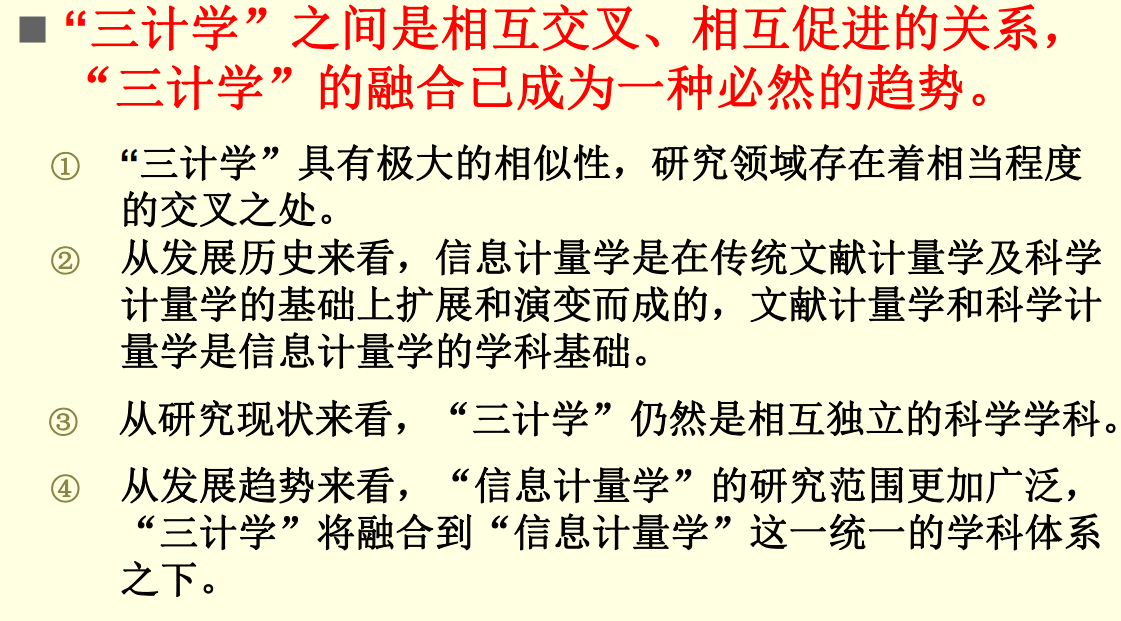 “三计学”之间是相互交叉、相互促进的关系，
“三计学”的融合已成为一种必然的趋势。
① “三计学”具有极大的相似性，研究领域存在着相当程度
的交叉之处。
② 从发展历史来看，信息计量学是在传统文献计量学及科学
计量学的基础上扩展和演变而成的，文献计量学和科学计
量学是信息计量学的学科基础。
③ 从研究现状来看，“三计学”仍然是相互独立的科学学科。
④ 从发展趋势来看，“信息计量学”的研究范围更加广泛，
“三计学”将融合到“信息计量学”这一统一的学科体系
之下。